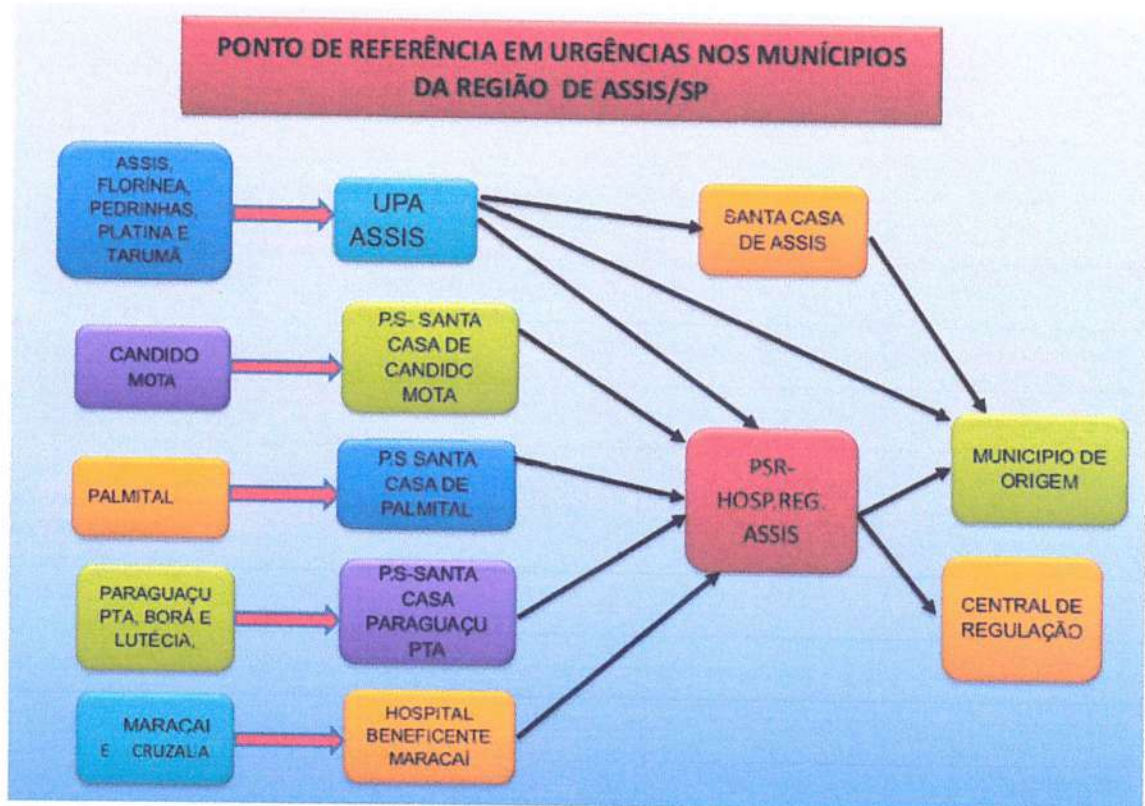 PONTO DE REFERÊNCIA EM URGÊNCIAS NOS MUNÍCIPIOS
DA REGIÃO DE ASSIS/SP
ASSIS,
FLORÍNEA,
PEDRINHAS,
PLATINA E
TARUMÃ
UPA
ASSIS
SANTA CASA
DE ASSIS
CANDIDO
MOTA
P.S- SANTA
CASA DE
CANDIDO
MOTA
PALMITAL
P.S SANTA
CASA DE
PALMITAL
PSR-
HOSP.REG.
ASSIS
MUNICIPIO DE
ORIGEM
PARAGUAÇU
PTA, BORÁ E
LUTÉCIA,
P.S-SANTA
CASA
PARAGUAÇU
PTA
CENTRAL DE
REGULAÇÃO
MARACAI
E CRUZALA
HOSPITAL
BENEFICENTE
MARACAÍ